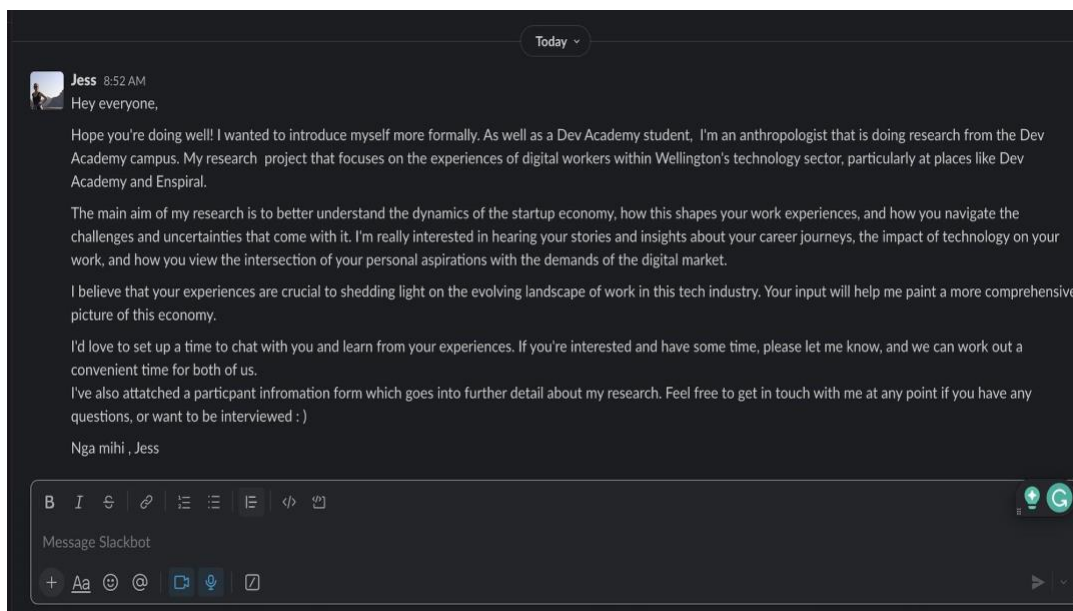 Today
Jess 8:52 AM
Hey everyone,
Hope you're doing well! I wanted to introduce myself more formally. As well as a Dev Academy student, I'm an anthropologist that is doing research from the Dev
Academy campus. My research project that focuses on the experiences of digital workers within Wellington's technology sector, particularly at places like Dev
Academy and Enspiral.
The main aim of my research is to better understand the dynamics of the startup economy, how this shapes your work experiences, and how you navigate the
challenges and uncertainties that come with it. I'm really interested in hearing your stories and insights about your career journeys, the impact of technology on your
work, and how you view the intersection of your personal aspirations with the demands of the digital market.
I believe that your experiences are crucial to shedding light on the evolving landscape of work in this tech industry. Your input will help me paint a more comprehensive
picture of this economy.
I'd love to set up a time to chat with you and learn from your experiences. If you're interested and have some time, please let me know, and we can work out a
convenient time for both of us.
I've also attatched a particpant infromation form which goes into further detail about my research. Feel free to get in touch with me at any point if you have any
questions, or want to be interviewed : )
Nga mihi , Jess
B I S
Message Slackbot
+ Aa @